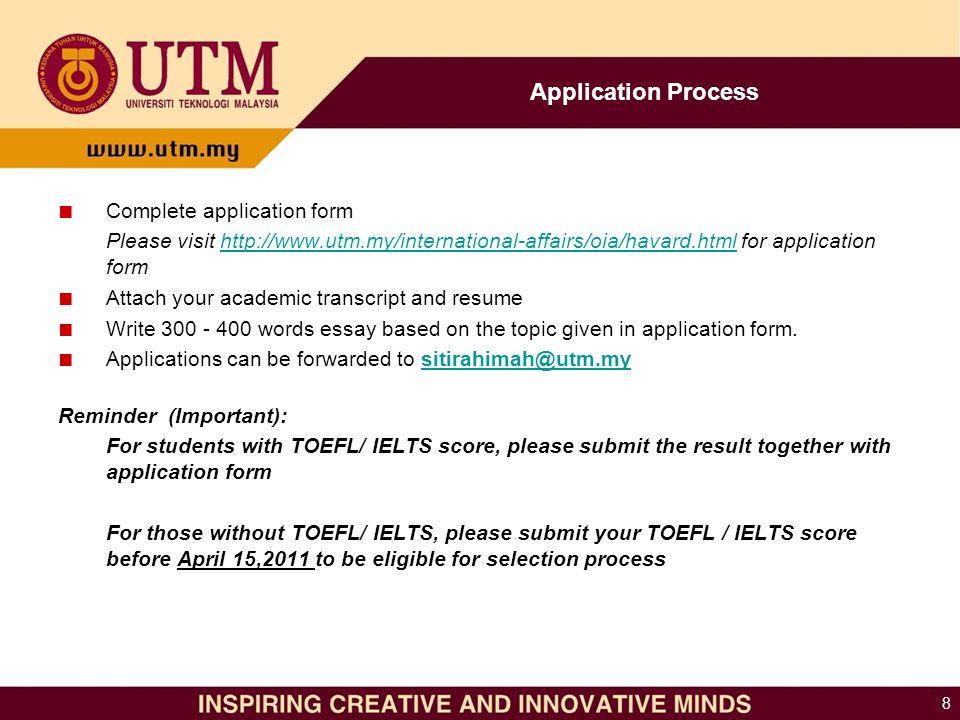 KERANA TUHAN UNTUK MANUSIA
UTM
UNIVERSITI TEKNOLOGI MALAYSIA
Application Process
www.utm.my
Complete application form
Please visit http://www.utm.my/international-affairs/oia/havard.html for application
form
Attach your academic transcript and resume
Write 300 - 400 words essay based on the topic given in application form.
Applications can be forwarded to sitirahimah@utm.my
Reminder (Important):
For students with TOEFL/ IELTS score, please submit the result together with
application form
For those without TOEFL/ IELTS, please submit your TOEFL / IELTS score
before April 15,2011 to be eligible for selection process
INSPIRING CREATIVE AND INNOVATIVE MINDS
8